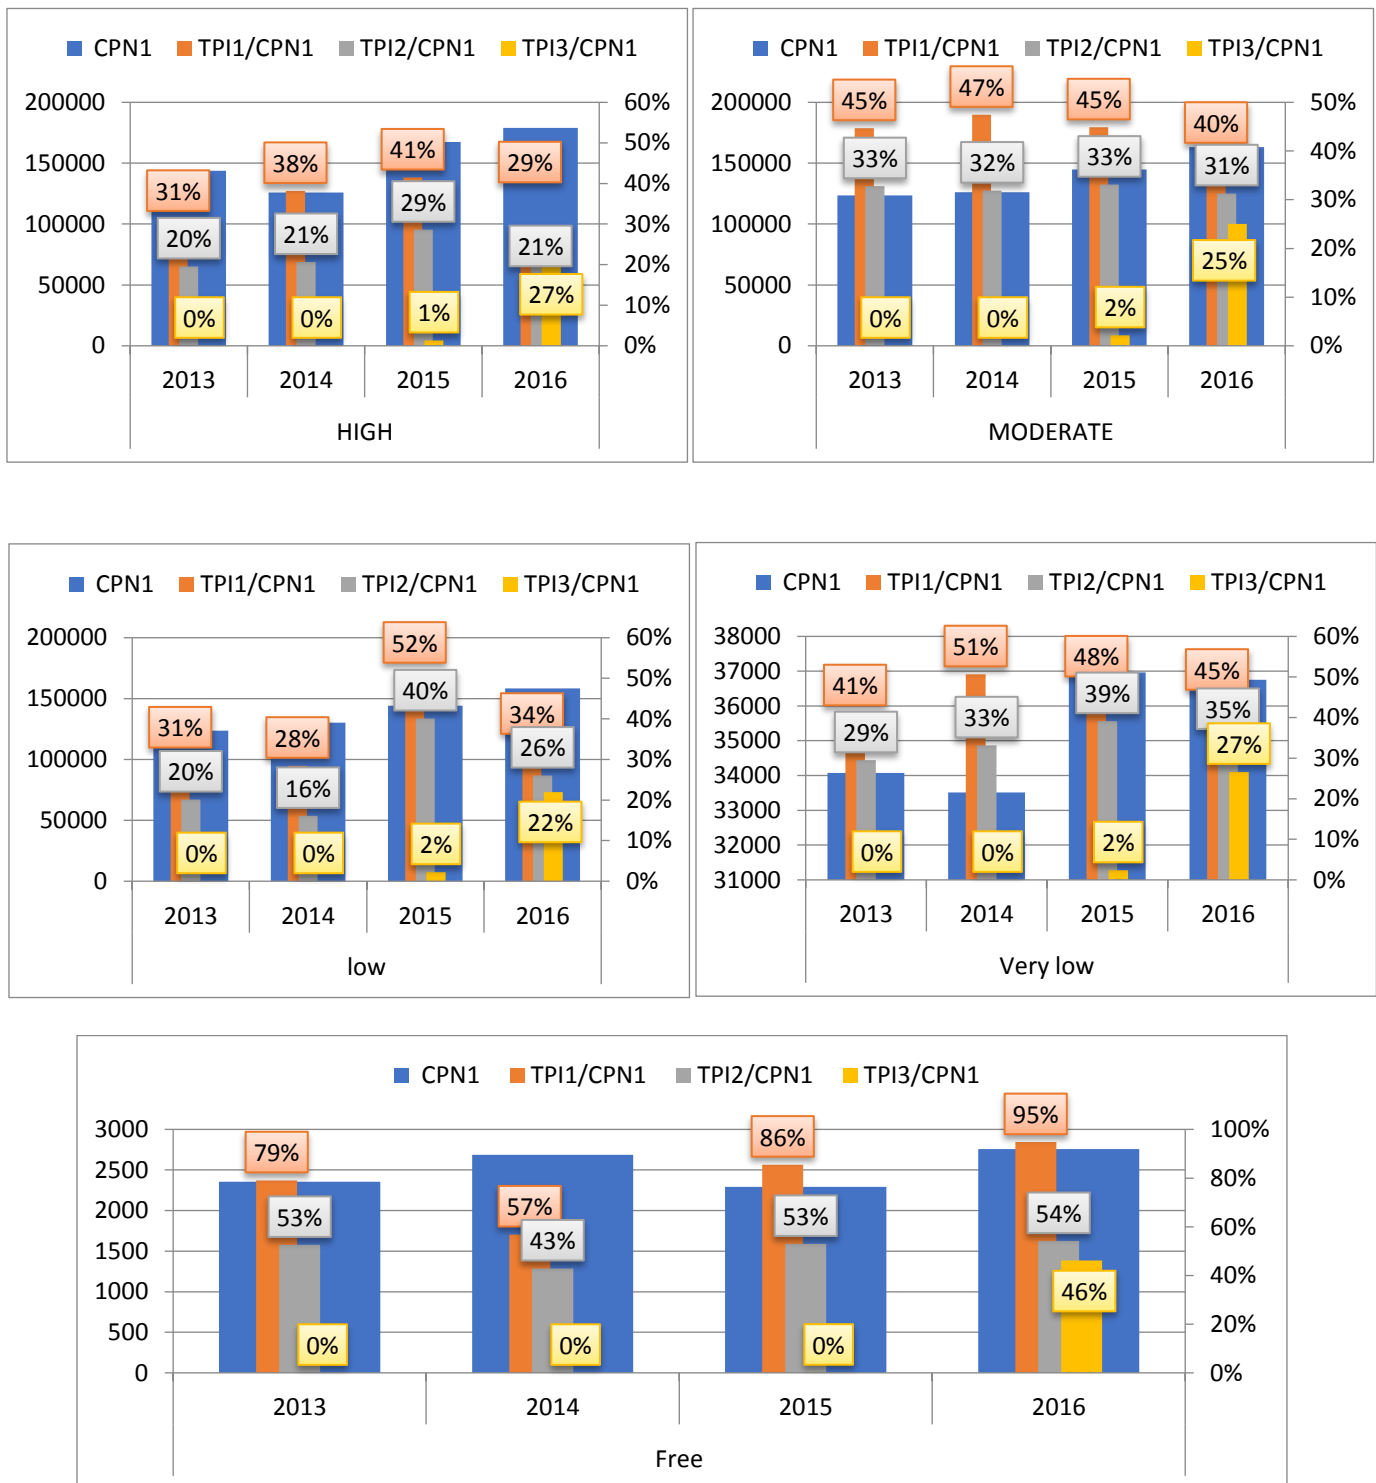 CPN1 TPI1/CPN1 TPI2/CPN1 TPI3/CPN1
200000 60%
150000 50%
100000 40%
50000 30%
0 20%
10%
0%
31% 38% 41% 29%
20% 21% 29% 21%
0% 0% 1% 27%
2013 2014 2015 2016
HIGH
CPN1 TPI1/CPN1 TPI2/CPN1 TPI3/CPN1
200000 50%
150000 40%
100000 30%
50000 20%
0 10%
0%
45% 47% 45% 40%
33% 32% 33% 31%
0% 0% 2% 25%
2013 2014 2015 2016
MODERATE
CPN1 TPI1/CPN1 TPI2/CPN1 TPI3/CPN1
200000 60%
150000 50%
100000 40%
50000 30%
0 20%
10%
0%
31% 28% 52% 34%
20% 16% 40% 26%
0% 0% 2% 22%
2013 2014 2015 2016
low
CPN1 TPI1/CPN1 TPI2/CPN1 TPI3/CPN1
38000 60%
37000 50%
36000 40%
35000 30%
34000 20%
33000 10%
32000 0%
31000
41% 51% 48% 45%
29% 33% 39% 35%
0% 0% 2% 27%
2013 2014 2015 2016
Very low
CPN1 TPI1/CPN1 TPI2/CPN1 TPI3/CPN1
3000 100%
2500 80%
2000 60%
1500 40%
1000 20%
500 0%
0
79% 57% 86% 95%
53% 43% 53% 54%
0% 0% 0% 46%
2013 2014 2015 2016
Free